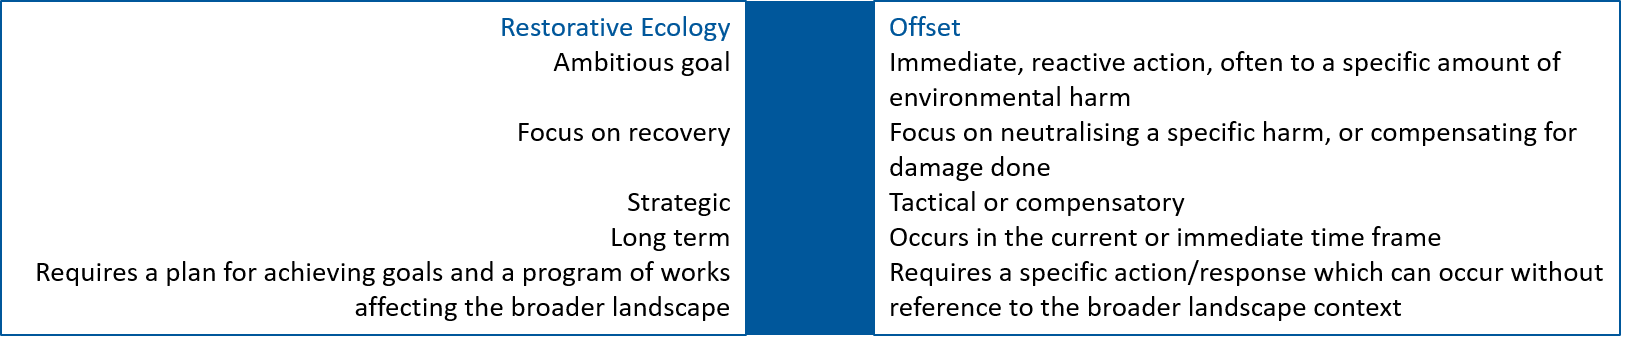 Restorative Ecology
Ambitious goal
Focus on recovery
Strategic
Long term
Requires a plan for achieving goals and a program of works
affecting the broader landscape
Offset
Immediate, reactive action, often to a specific amount of
environmental harm
Focus on neutralising a specific harm, or compensating for
damage done
Tactical or compensatory
Occurs in the current or immediate time frame
Requires a specific action/response which can occur without
reference to the broader landscape context